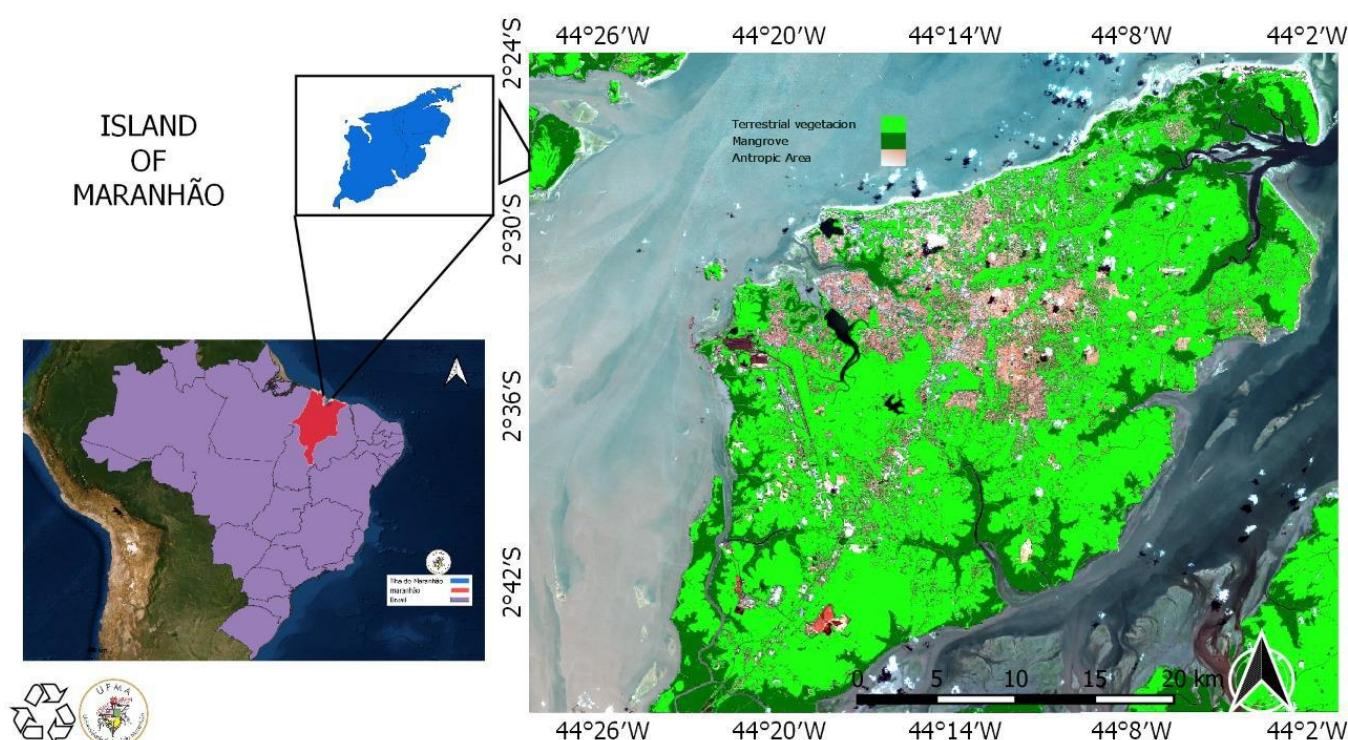 ISLAND
OF
MARANHÃO
44°26'W 44°20'W 44°14'W 44°8'W 44°2'W
2°24'S
2°30'S
2°36'S
2°42'S
Terrestrial vegetacion
Mangrove
Antropic Area
Ilha do Maranhão
maranhão
Brasil
0 5 10 15 20 km
44°26'W 44°20'W 44°14'W 44°8'W 44°2'W
UFMA